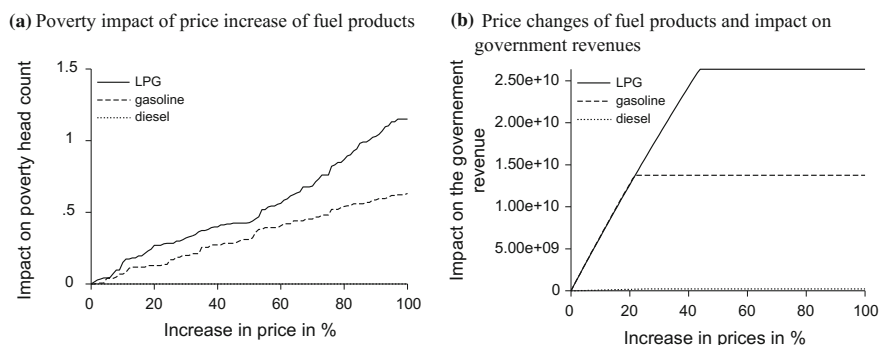 (a) Poverty impact of price increase of fuel products
1.5
1
.5
0
Impact on poverty head count
LPG
gasoline
diesel
0 20 40 60 80 100
Increase in price in %
(b) Price changes of fuel products and impact on
government revenues
2.50e+10
2.00e+10
1.50e+10
1.00e+10
5.00e+09
0
Impact on the governement
revenue
LPG
gasoline
diesel
0 20 40 60 80 100
Increase in prices in %